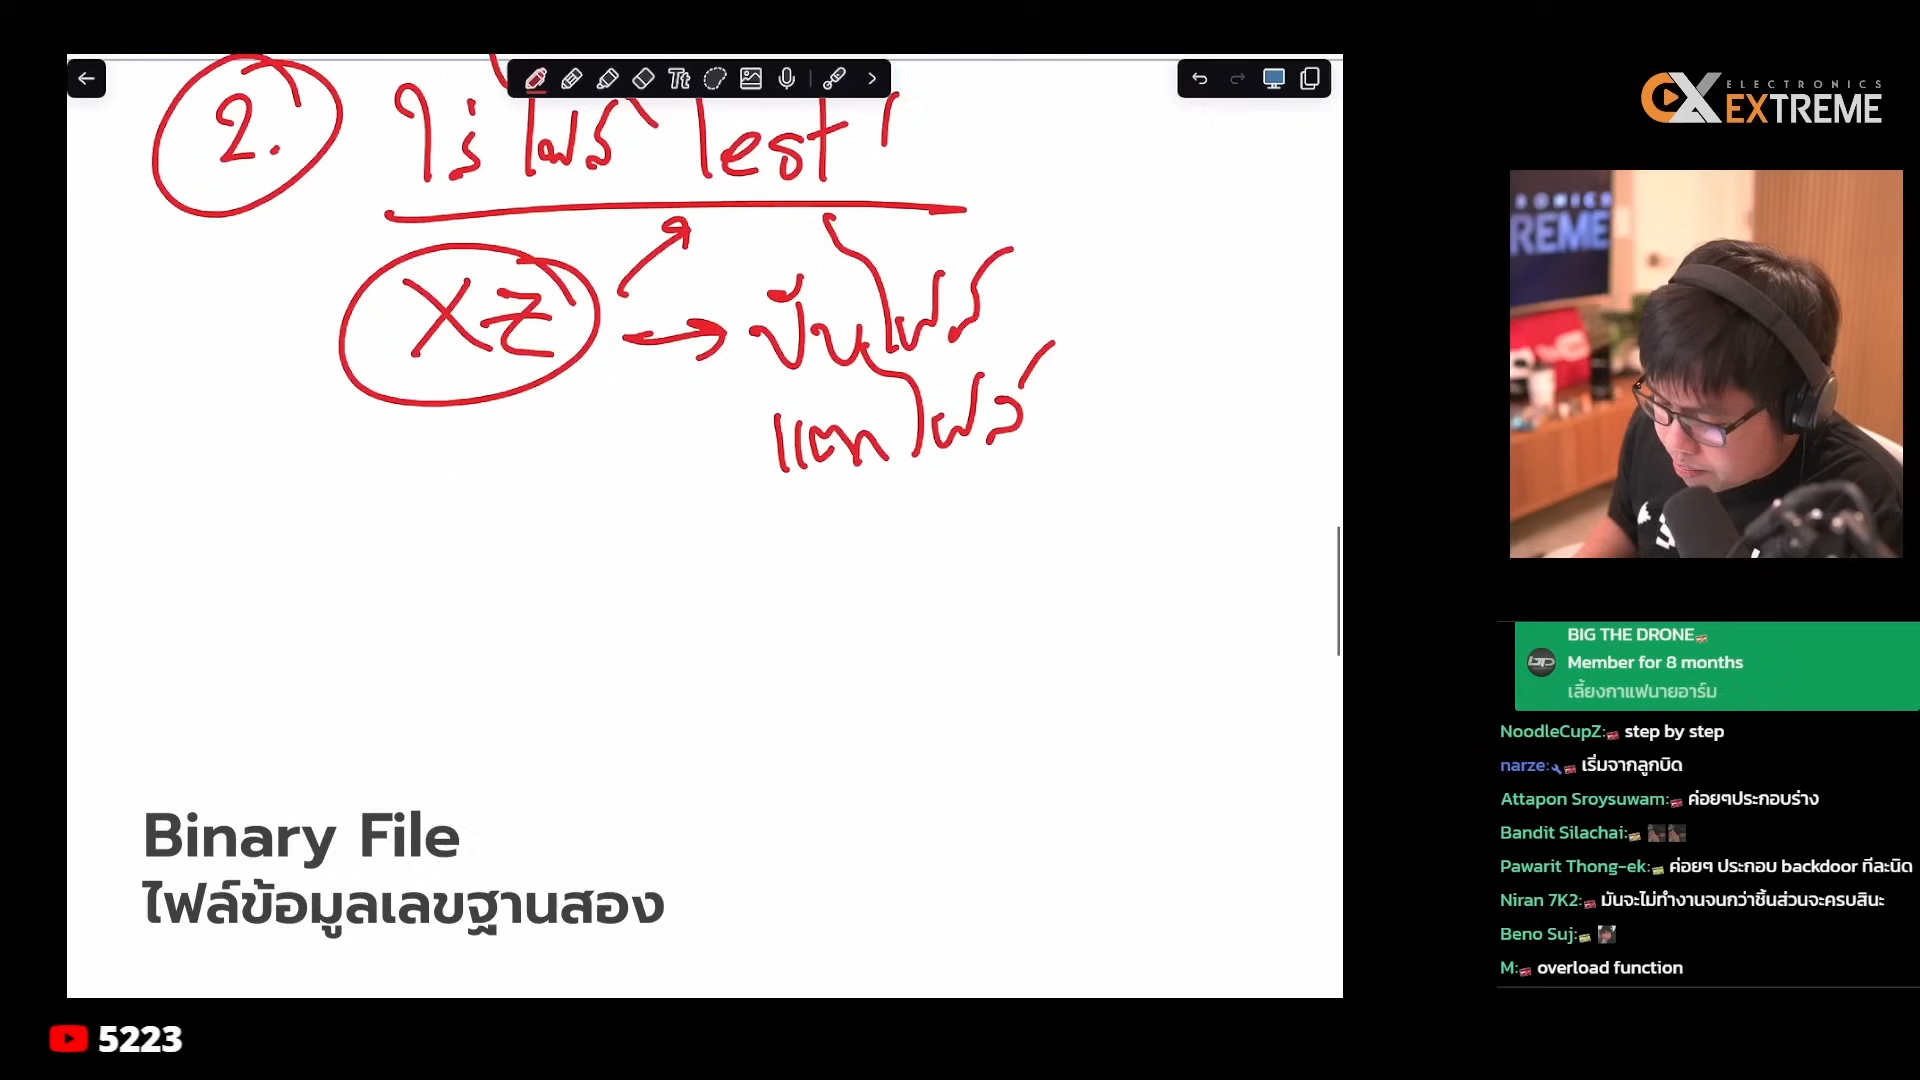 2. ใส่ไฟล์ Test
XZ → บีบไฟล์
แตกไฟล์
Binary File
ไฟล์ข้อมูลเลขฐานสอง
5223
ELECTRONICS
EXTREME
ONICS
REME
BIG THE DRONE
Member for 8 months
เลี้ยงกาแฟนายอาร์ม
NoodleCupZ: step by step
narze: เริ่มจากลูกบิด
Attapon Sroysuwam: ค่อยๆประกอบร่าง
Bandit Silachai:
Pawarit Thong-ek: ค่อยๆ ประกอบ backdoor ทีละนิด
Niran 7K2: มันจะไม่ทำงานจนกว่าชิ้นส่วนจะครบสินะ
Beno Suj:
M: overload function